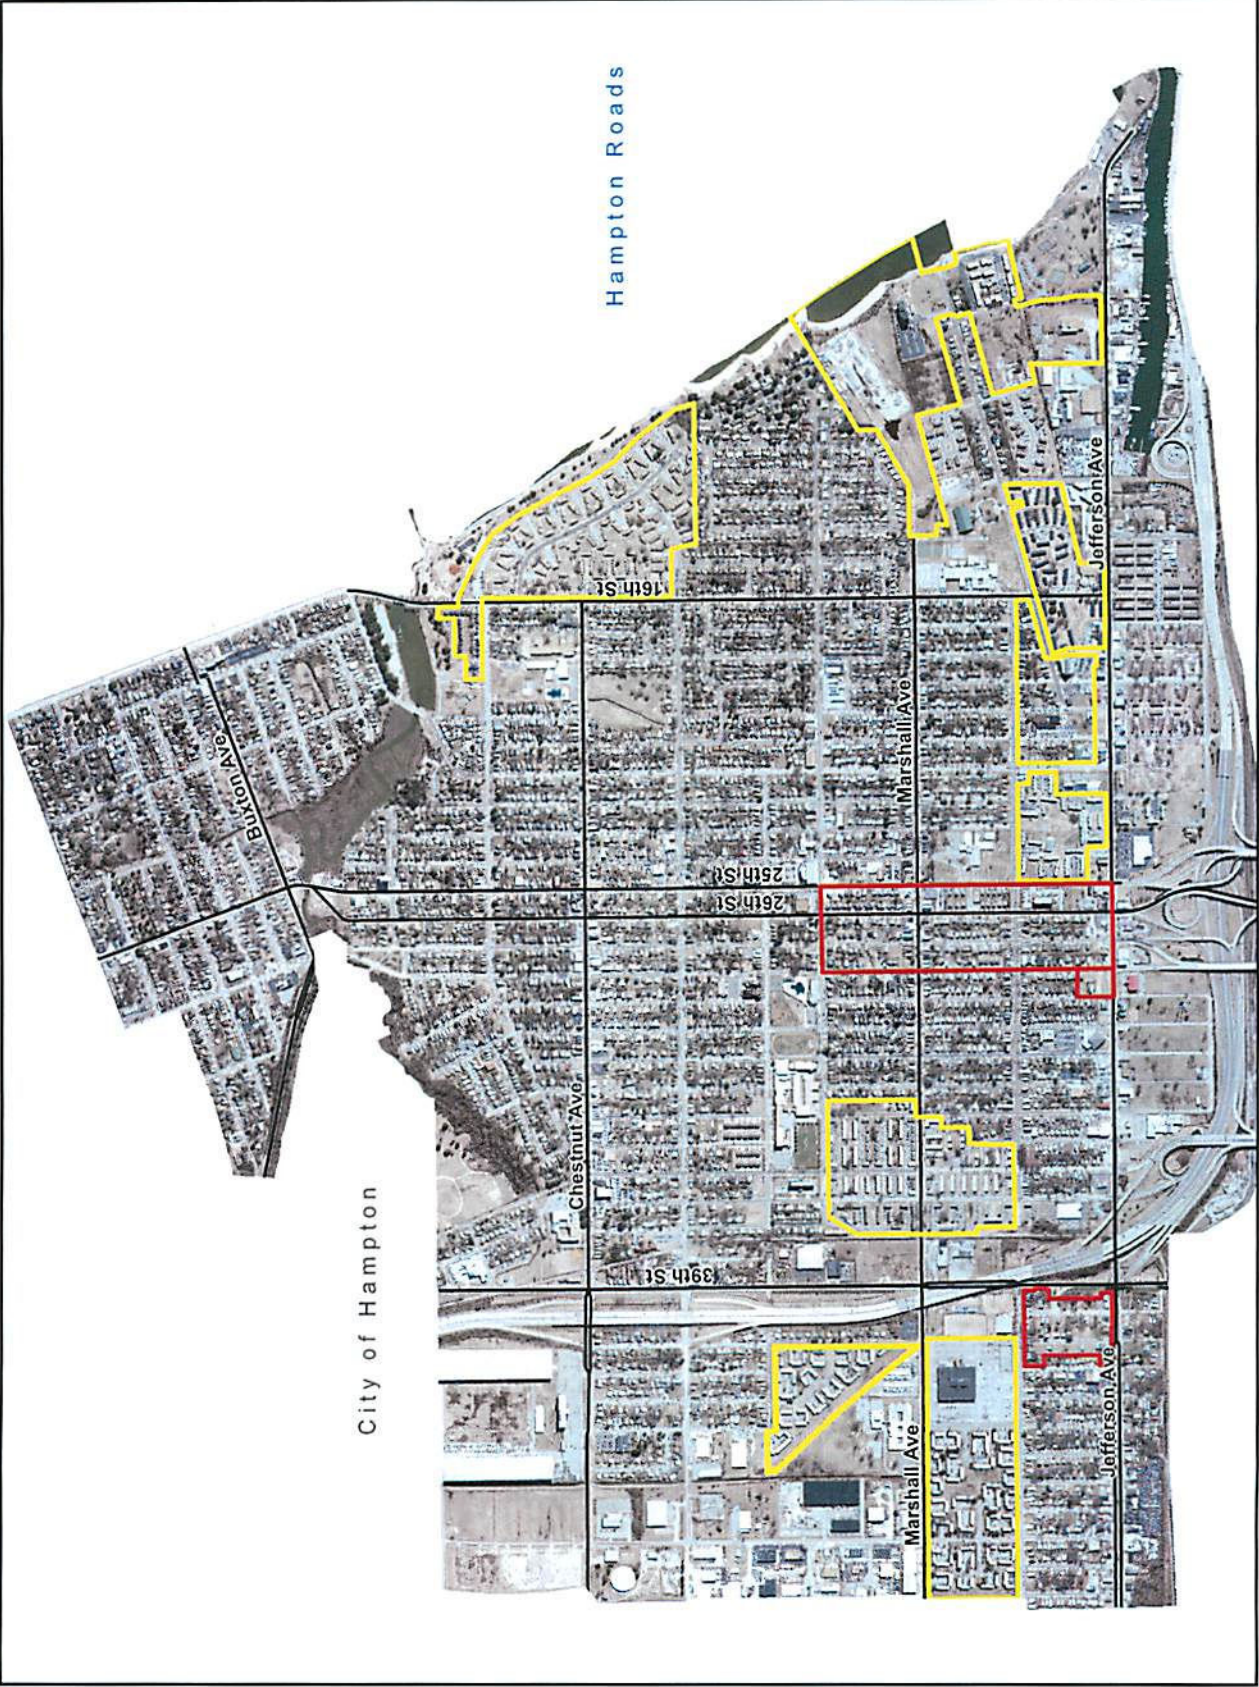 Hampton Roads
City of Hampton
Buxton Ave
16th St
Jefferson Ave
Marshall Ave
25th St
26th St
Chestnut Ave
39th St
Marshall Ave
Jefferson Ave